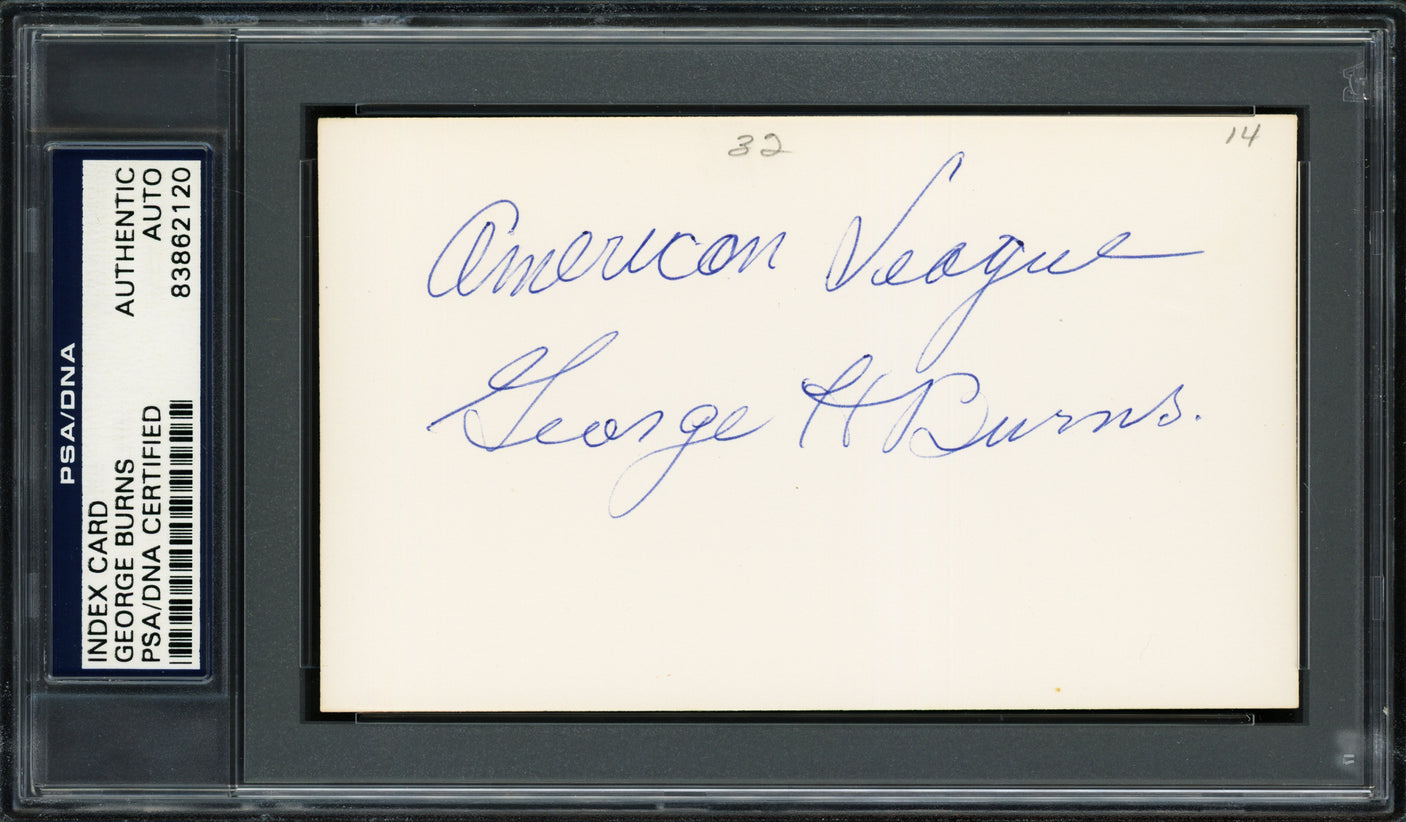 PSA/DNA
INDEX CARD AUTHENTIC
GEORGE BURNS AUTO
PSA/DNA CERTIFIED 83862120
32 14
American League
George H Burns.